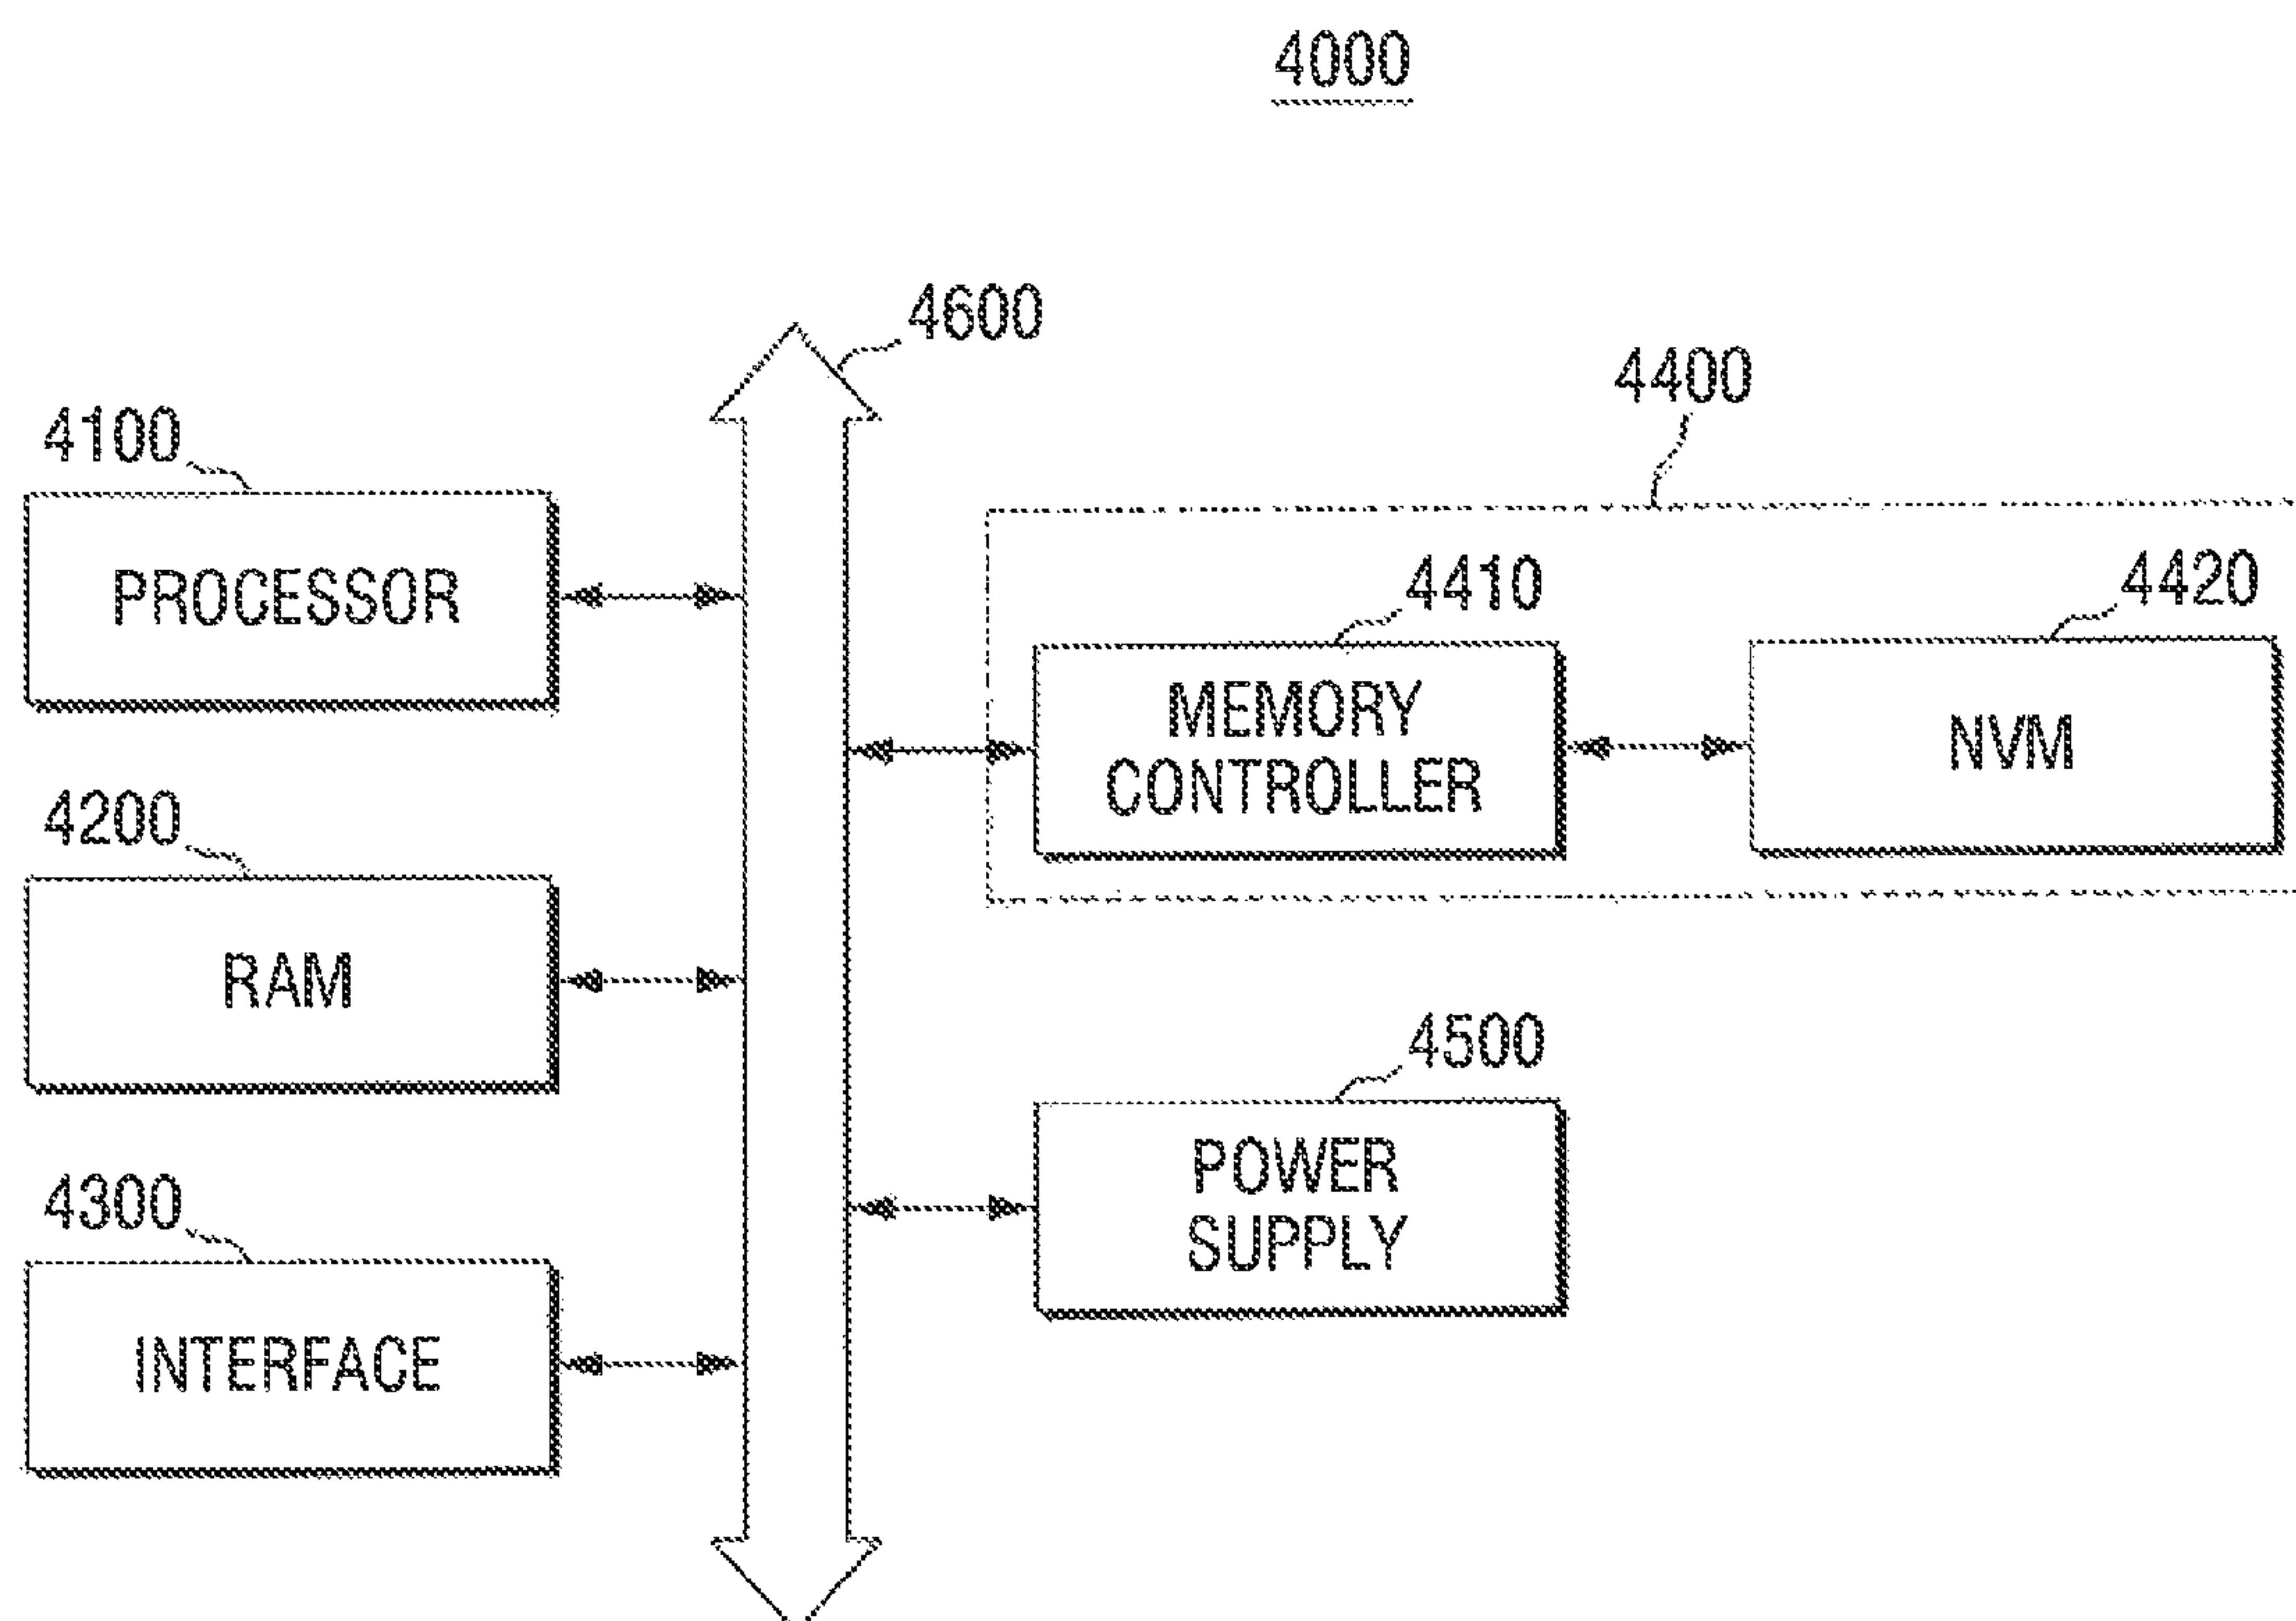 4000
4600
4400
4100
PROCESSOR
4410
MEMORY
CONTROLLER
4420
NVM
4200
RAM
4500
POWER
SUPPLY
4300
INTERFACE